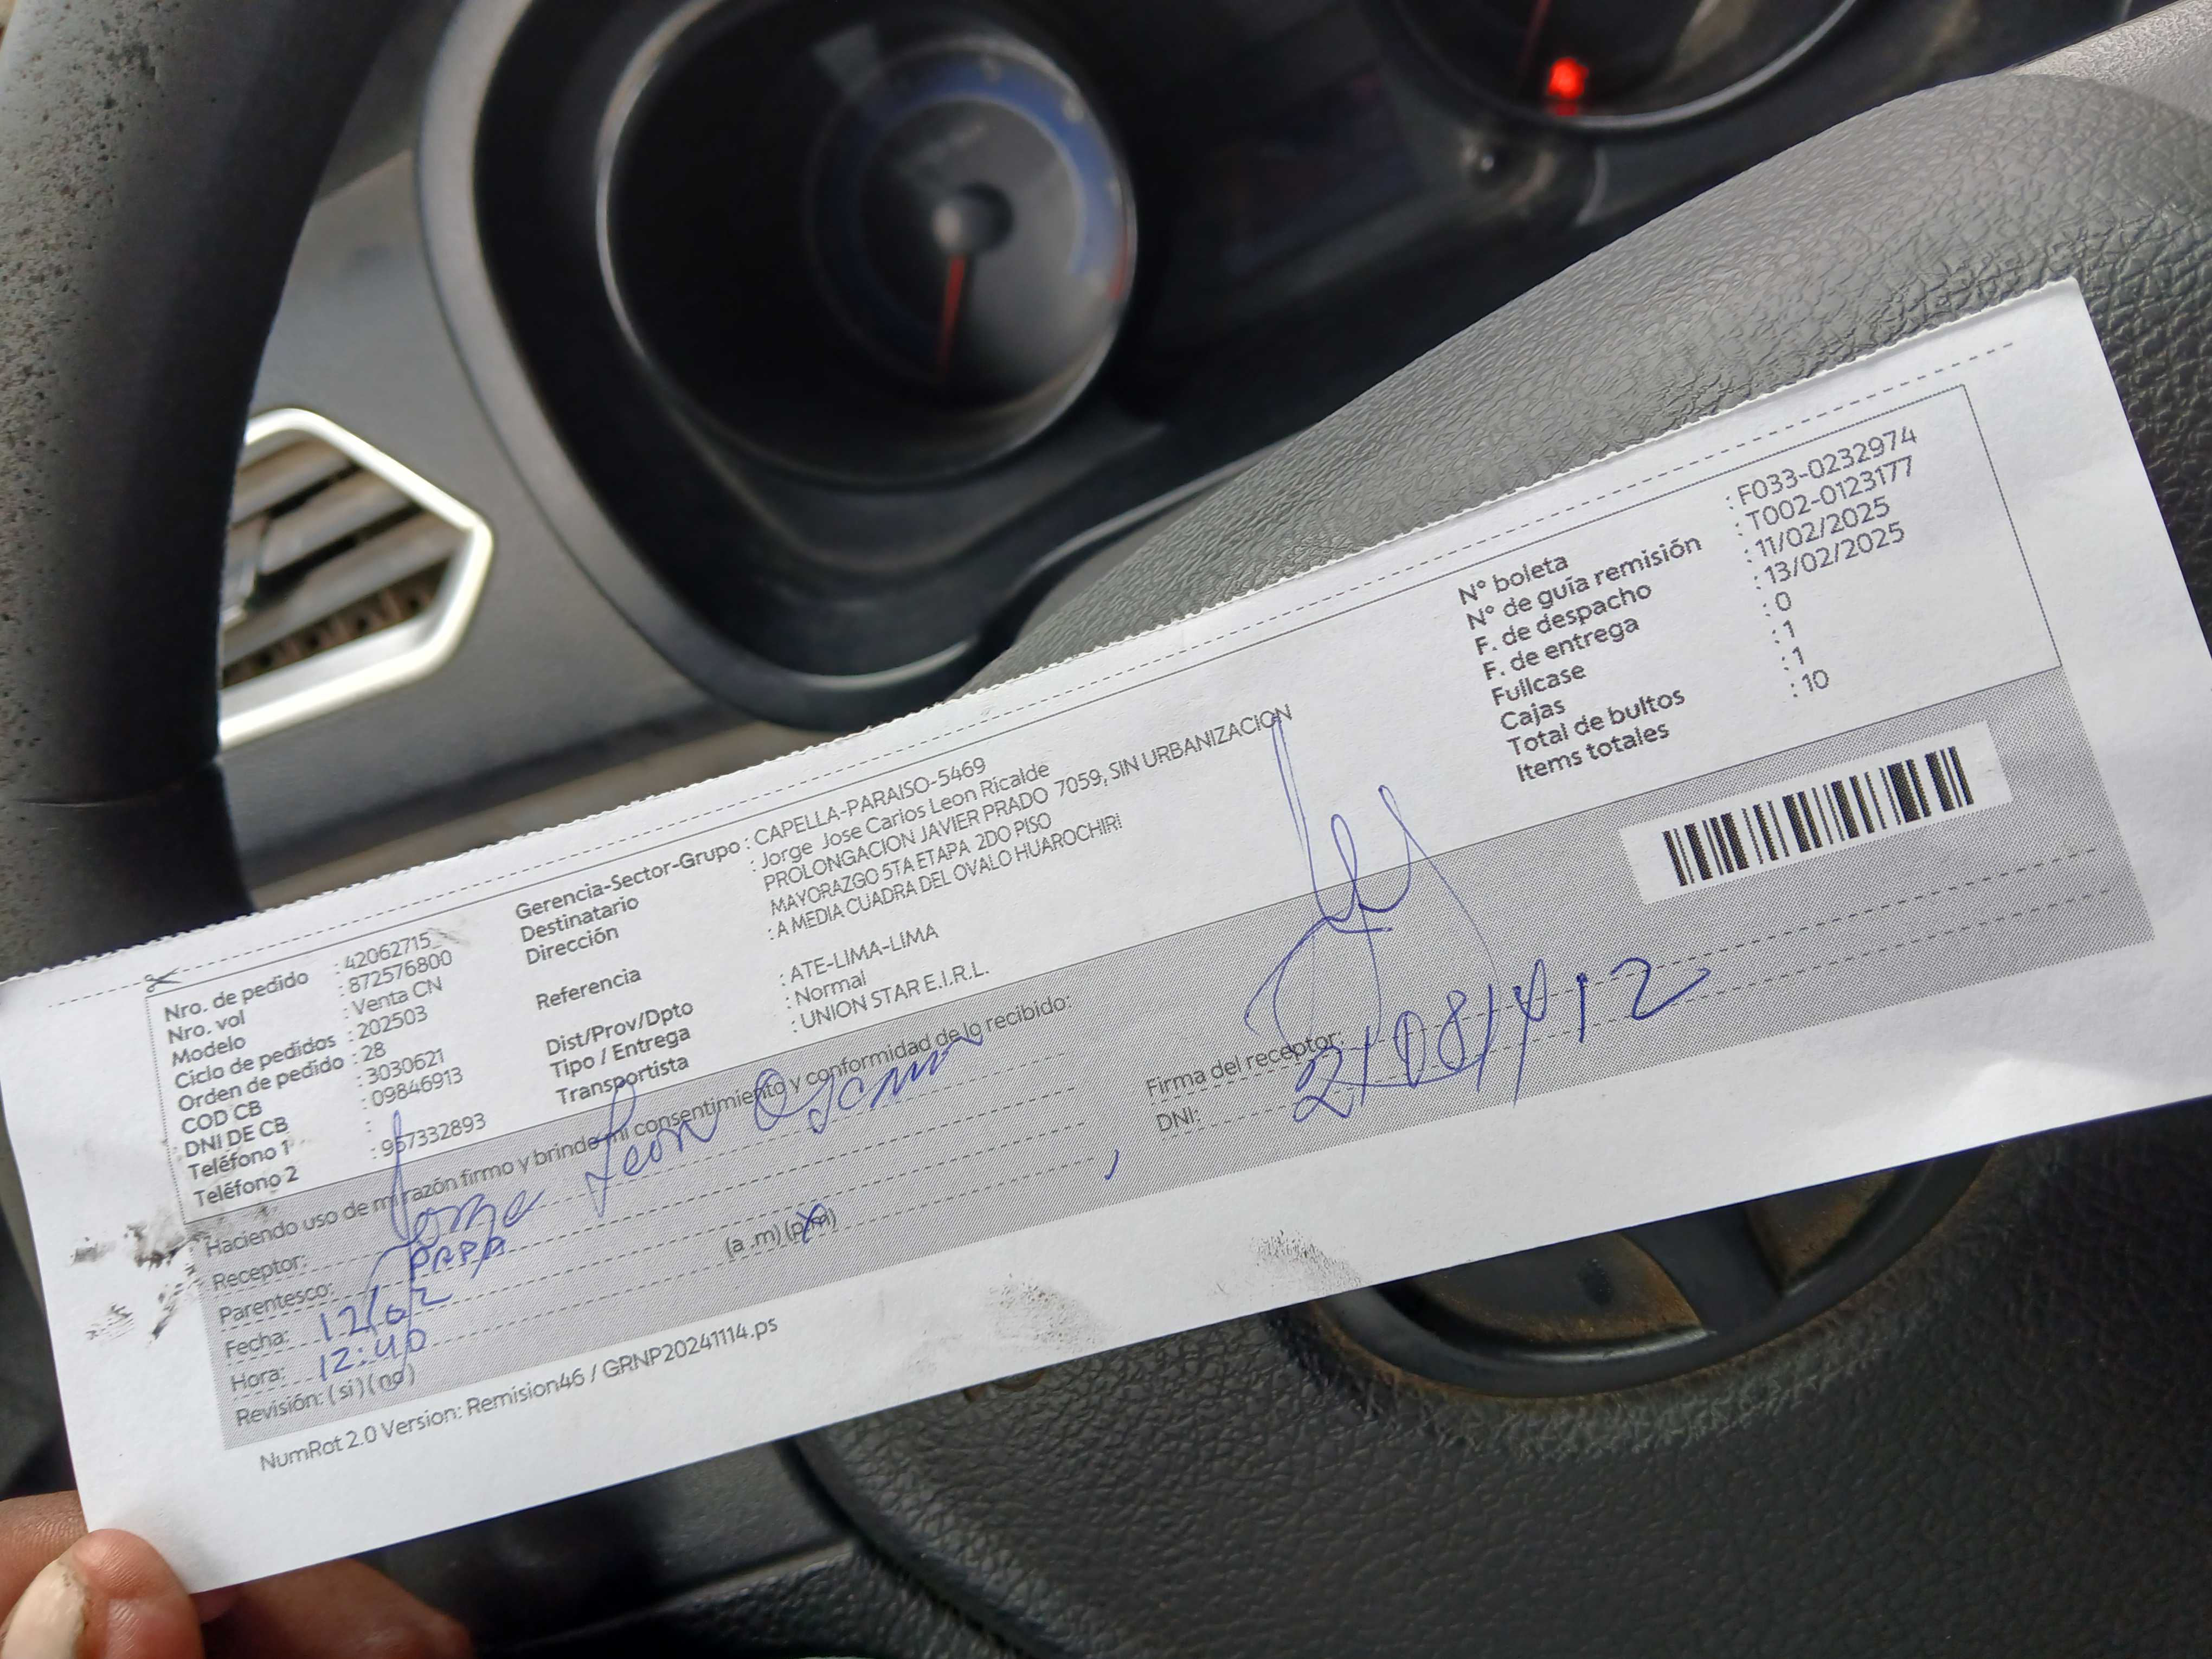 Nro. de pedido : 42062715
Nro. vol : 872576800
Modelo : Venta CN
Ciclo de pedidos : 202503
Orden de pedido : 28
COD CB : 3030621
DNI DE CB : 09846913
Teléfono 1 :
Teléfono 2 : 957332893
Gerencia-Sector-Grupo : CAPELLA-PARAISO-5469
Destinatario : Jorge Jose Carlos Leon Ricalde
Dirección PROLONGACION JAVIER PRADO 7059, SIN URBANIZACION
MAYORAZGO 5TA ETAPA 2DO PISO
Referencia : A MEDIA CUADRA DEL OVALO HUAROCHIRI
Dist/Prov/Dpto : ATE-LIMA-LIMA
Tipo / Entrega : Normal
Transportista : UNION STAR E.I.R.L.
N° boleta : F033-0232974
N° de guía remisión : T002-0123177
F. de despacho : 11/02/2025
F. de entrega : 13/02/2025
Fullcase : 0
Cajas : 1
Total de bultos : 1
Items totales : 10
Haciendo uso de mi razón firmo y brindo mi consentimiento y conformidad de lo recibido:
Receptor: Jorge Leon
Parentesco: PAPA
Fecha: 12/02
Hora: 12:40 (a .m) (p.m)
Revisión: (si) (no)
Firma del receptor:
DNI:
NumRot 2.0 Version: Remision46 / GRNP20241114.ps